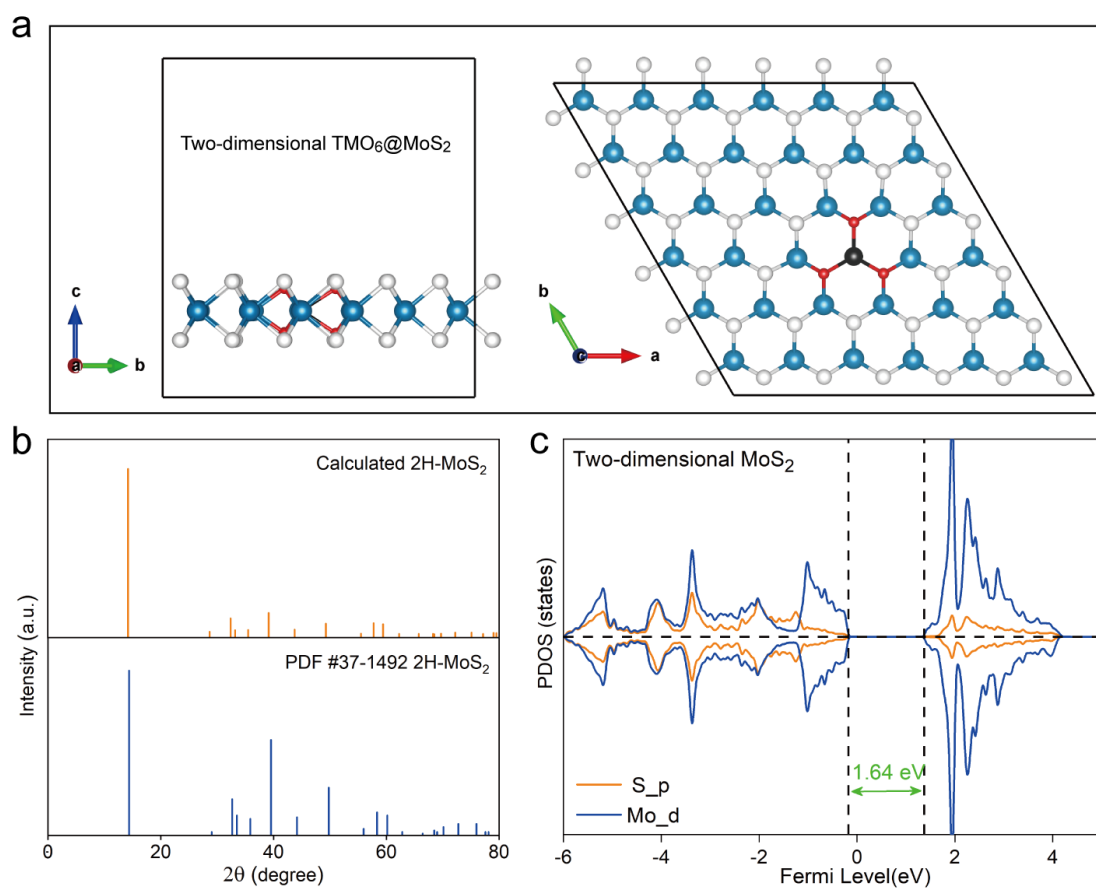 a
Two-dimensional TMO₆@MoS₂
c
a
b
b
c
a
b
Calculated 2H-MoS₂
PDF #37-1492 2H-MoS₂
Intensity (a.u.)
0 20 40 60 80
2θ (degree)
c
Two-dimensional MoS₂
PDOS (states)
1.64 eV
S_p
Mo_d
-6 -4 -2 0 2 4
Fermi Level(eV)